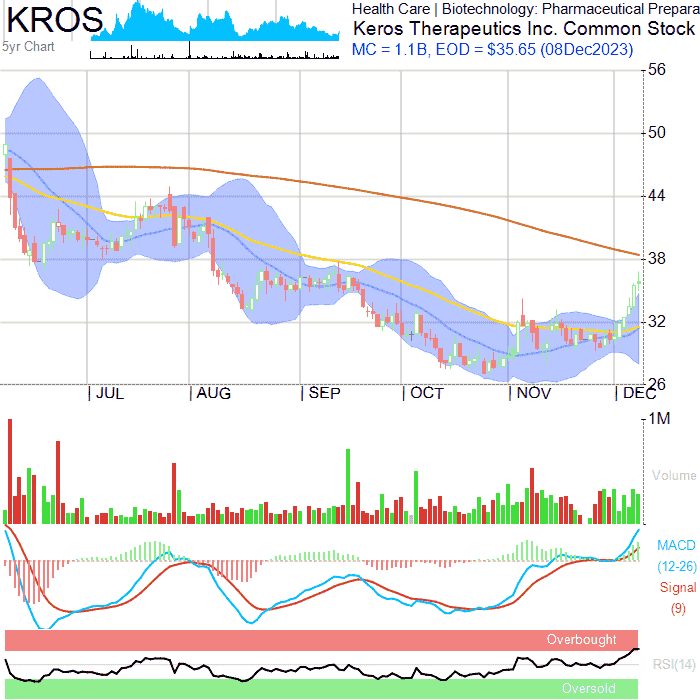 KROS
5yr Chart
Health Care | Biotechnology: Pharmaceutical Prepara
Keros Therapeutics Inc. Common Stock
MC = 1.1B, EOD = $35.65 (08Dec2023)
56
50
44
38
32
26
JUL AUG SEP OCT NOV DEC
1M
Volume
MACD
(12-26)
Signal
(9)
Overbought
RSI(14)
Oversold